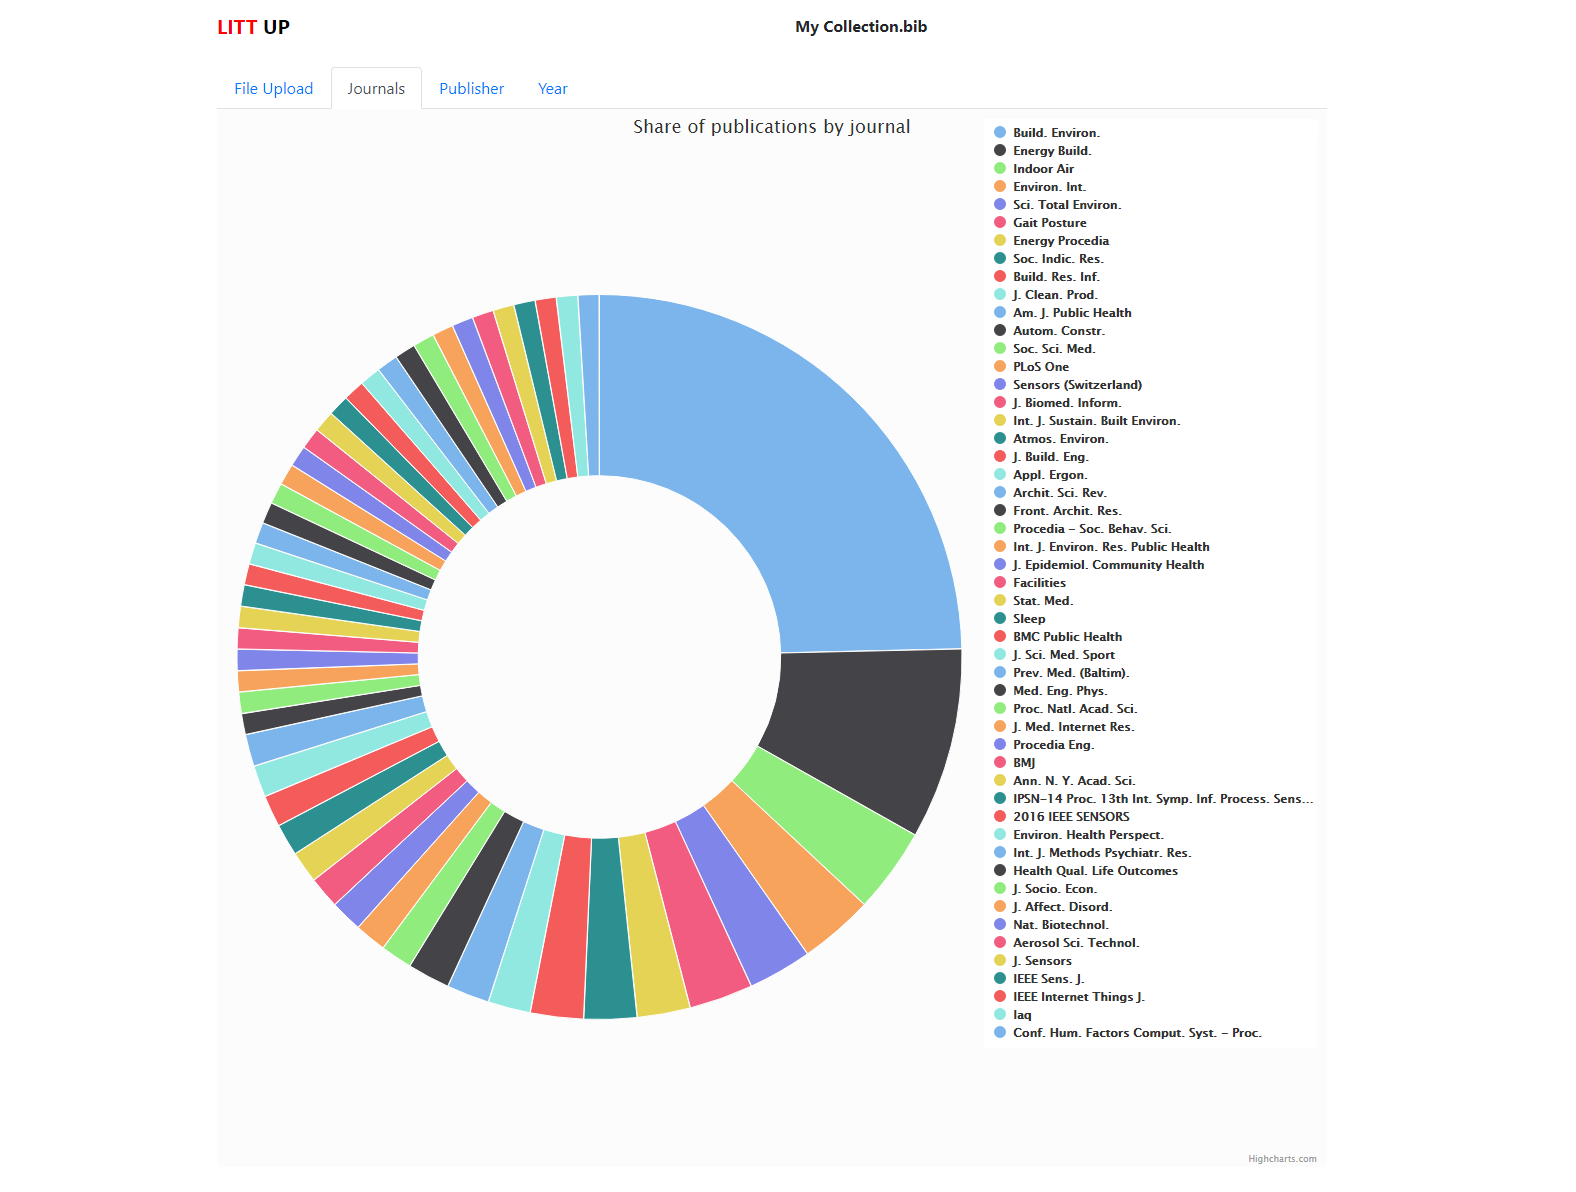 LITT UP
My Collection.bib
File Upload
Journals
Publisher
Year
Share of publications by journal
Build. Environ.
Energy Build.
Indoor Air
Environ. Int.
Sci. Total Environ.
Gait Posture
Energy Procedia
Soc. Indic. Res.
Build. Res. Inf.
J. Clean. Prod.
Am. J. Public Health
Autom. Constr.
Soc. Sci. Med.
PLoS One
Sensors (Switzerland)
J. Biomed. Inform.
Int. J. Sustain. Built Environ.
Atmos. Environ.
J. Build. Eng.
Appl. Ergon.
Archit. Sci. Rev.
Front. Archit. Res.
Procedia - Soc. Behav. Sci.
Int. J. Environ. Res. Public Health
J. Epidemiol. Community Health
Facilities
Stat. Med.
Sleep
BMC Public Health
J. Sci. Med. Sport
Prev. Med. (Baltim).
Med. Eng. Phys.
Proc. Natl. Acad. Sci.
J. Med. Internet Res.
Procedia Eng.
BMJ
Ann. N. Y. Acad. Sci.
IPSN-14 Proc. 13th Int. Symp. Inf. Process. Sens...
2016 IEEE SENSORS
Environ. Health Perspect.
Int. J. Methods Psychiatr. Res.
Health Qual. Life Outcomes
J. Socio. Econ.
J. Affect. Disord.
Nat. Biotechnol.
Aerosol Sci. Technol.
J. Sensors
IEEE Sens. J.
IEEE Internet Things J.
Iaq
Conf. Hum. Factors Comput. Syst. - Proc.
Highcharts.com